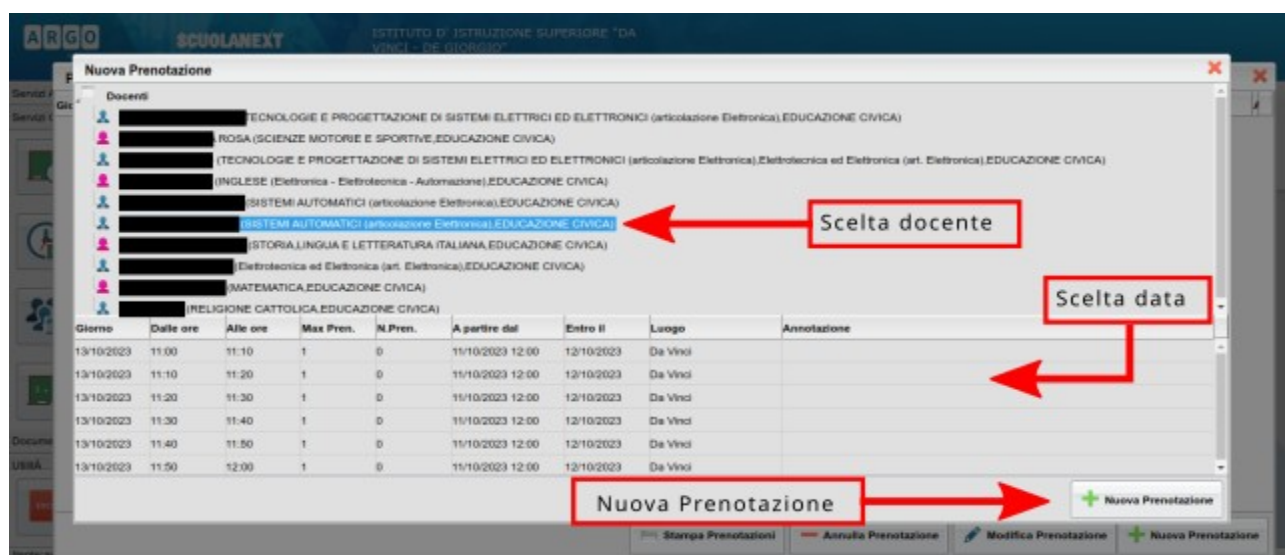 ARGO
SCUOLANEXT
ISTITUTO D' ISTRUZIONE SUPERIORE "DA
VINCI - DE GIORGIO"
Nuova Prenotazione
Docenti
TECNOLOGIE E PROGETTAZIONE DI SISTEMI ELETTRICI ED ELETTRONICI (articolazione Elettronica),EDUCAZIONE CIVICA)
ROSA (SCIENZE MOTORIE E SPORTIVE,EDUCAZIONE CIVICA)
(TECNOLOGIE E PROGETTAZIONE DI SISTEMI ELETTRICI ED ELETTRONICI (articolazione Elettronica),Elettrotecnica ed Elettronica (art. Elettronica),EDUCAZIONE CIVICA)
(INGLESE (Elettronica - Elettrotecnica - Automazione),EDUCAZIONE CIVICA)
(SISTEMI AUTOMATICI (articolazione Elettronica),EDUCAZIONE CIVICA)
(SISTEMI AUTOMATICI (articolazione Elettronica),EDUCAZIONE CIVICA)
Scelta docente
(STORIA,LINGUA E LETTERATURA ITALIANA,EDUCAZIONE CIVICA)
(Elettrotecnica ed Elettronica (art. Elettronica),EDUCAZIONE CIVICA)
(MATEMATICA,EDUCAZIONE CIVICA)
(RELIGIONE CATTOLICA,EDUCAZIONE CIVICA)
Scelta data
Giorno Dalle ore Alle ore Max Pren. N.Pren. A partire dal Entro il Luogo Annotazione
13/10/2023 11:00 11:10 1 0 11/10/2023 12:00 12/10/2023 Da Vinci
13/10/2023 11:10 11:20 1 0 11/10/2023 12:00 12/10/2023 Da Vinci
13/10/2023 11:20 11:30 1 0 11/10/2023 12:00 12/10/2023 Da Vinci
13/10/2023 11:30 11:40 1 0 11/10/2023 12:00 12/10/2023 Da Vinci
13/10/2023 11:40 11:50 1 0 11/10/2023 12:00 12/10/2023 Da Vinci
13/10/2023 11:50 12:00 1 0 11/10/2023 12:00 12/10/2023 Da Vinci
Nuova Prenotazione
Nuova Prenotazione
Stampa Prenotazioni Annulla Prenotazione Modifica Prenotazione Nuova Prenotazione